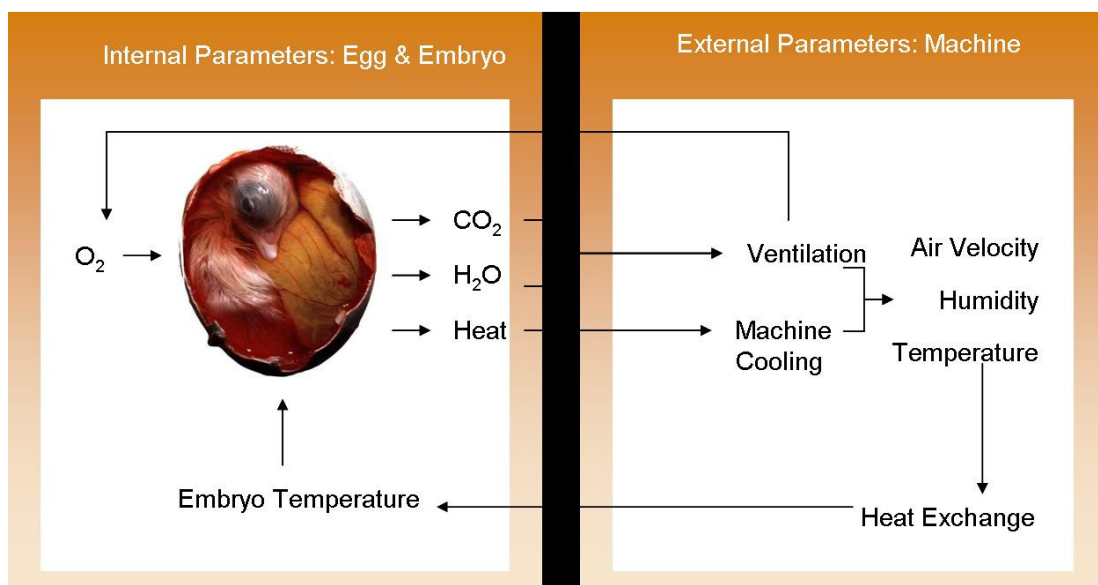 Internal Parameters: Egg & Embryo
External Parameters: Machine
O₂
CO₂
H₂O
Heat
Embryo Temperature
Ventilation
Machine
Cooling
Air Velocity
Humidity
Temperature
Heat Exchange